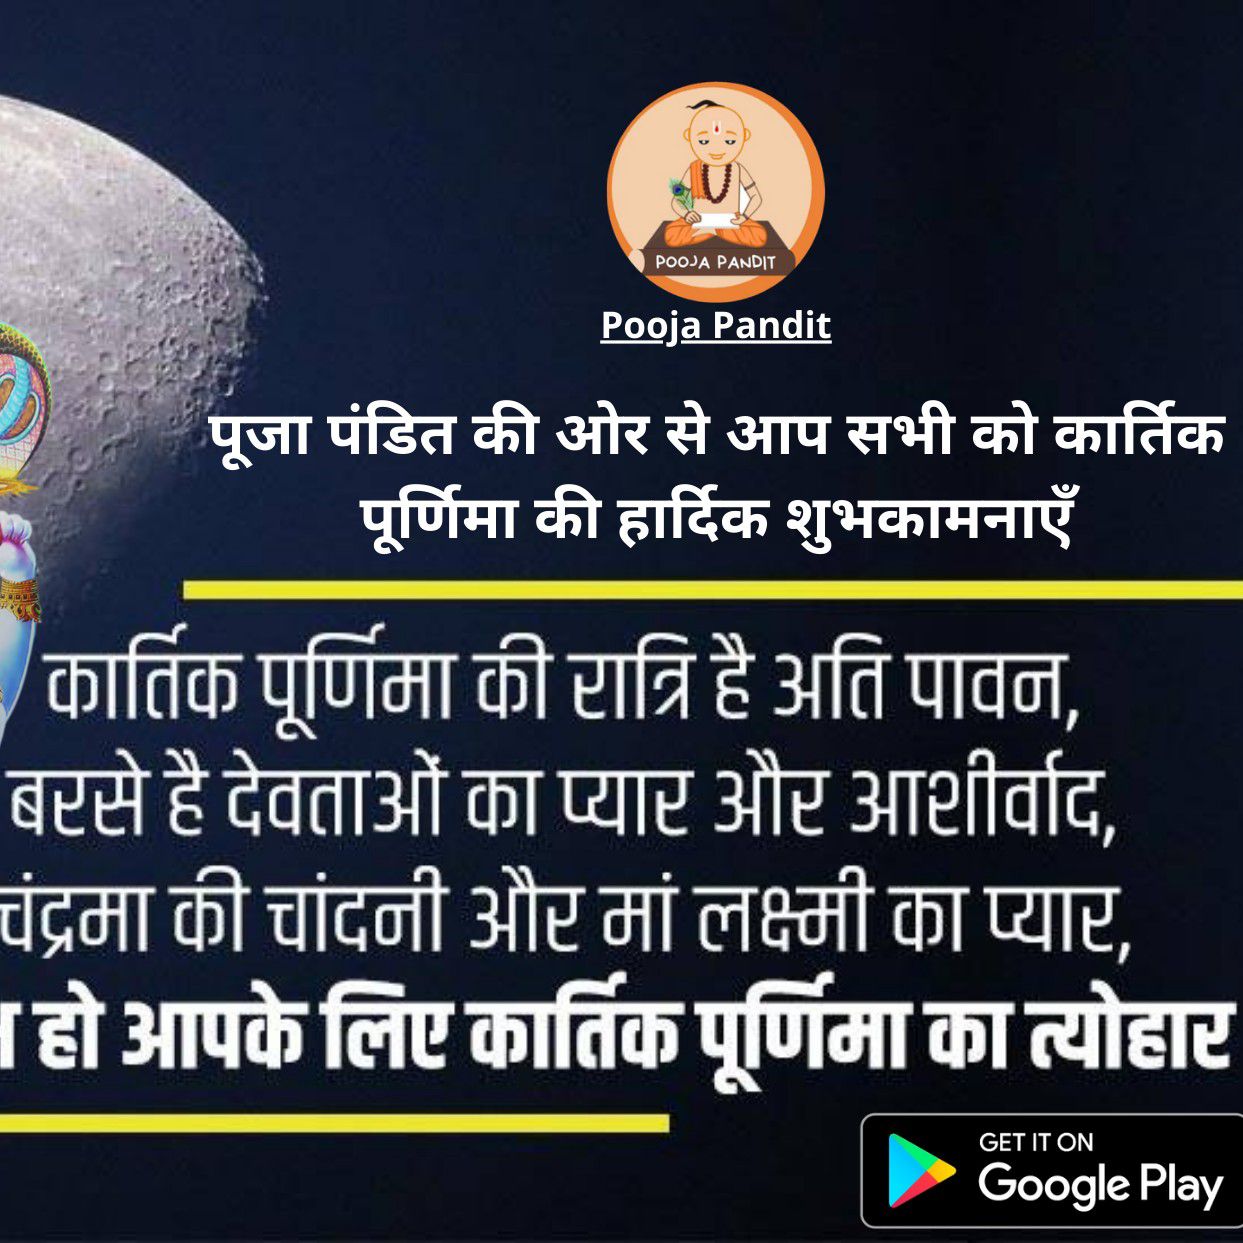 POOJA PANDIT
Pooja Pandit
पूजा पंडित की ओर से आप सभी को कार्तिक
पूर्णिमा की हार्दिक शुभकामनाएँ
कार्तिक पूर्णिमा की रात्रि है अति पावन,
बरसे है देवताओं का प्यार और आशीर्वाद,
चंद्रमा की चांदनी और मां लक्ष्मी का प्यार,
हो आपके लिए कार्तिक पूर्णिमा का त्योहार
GET IT ON
Google Play